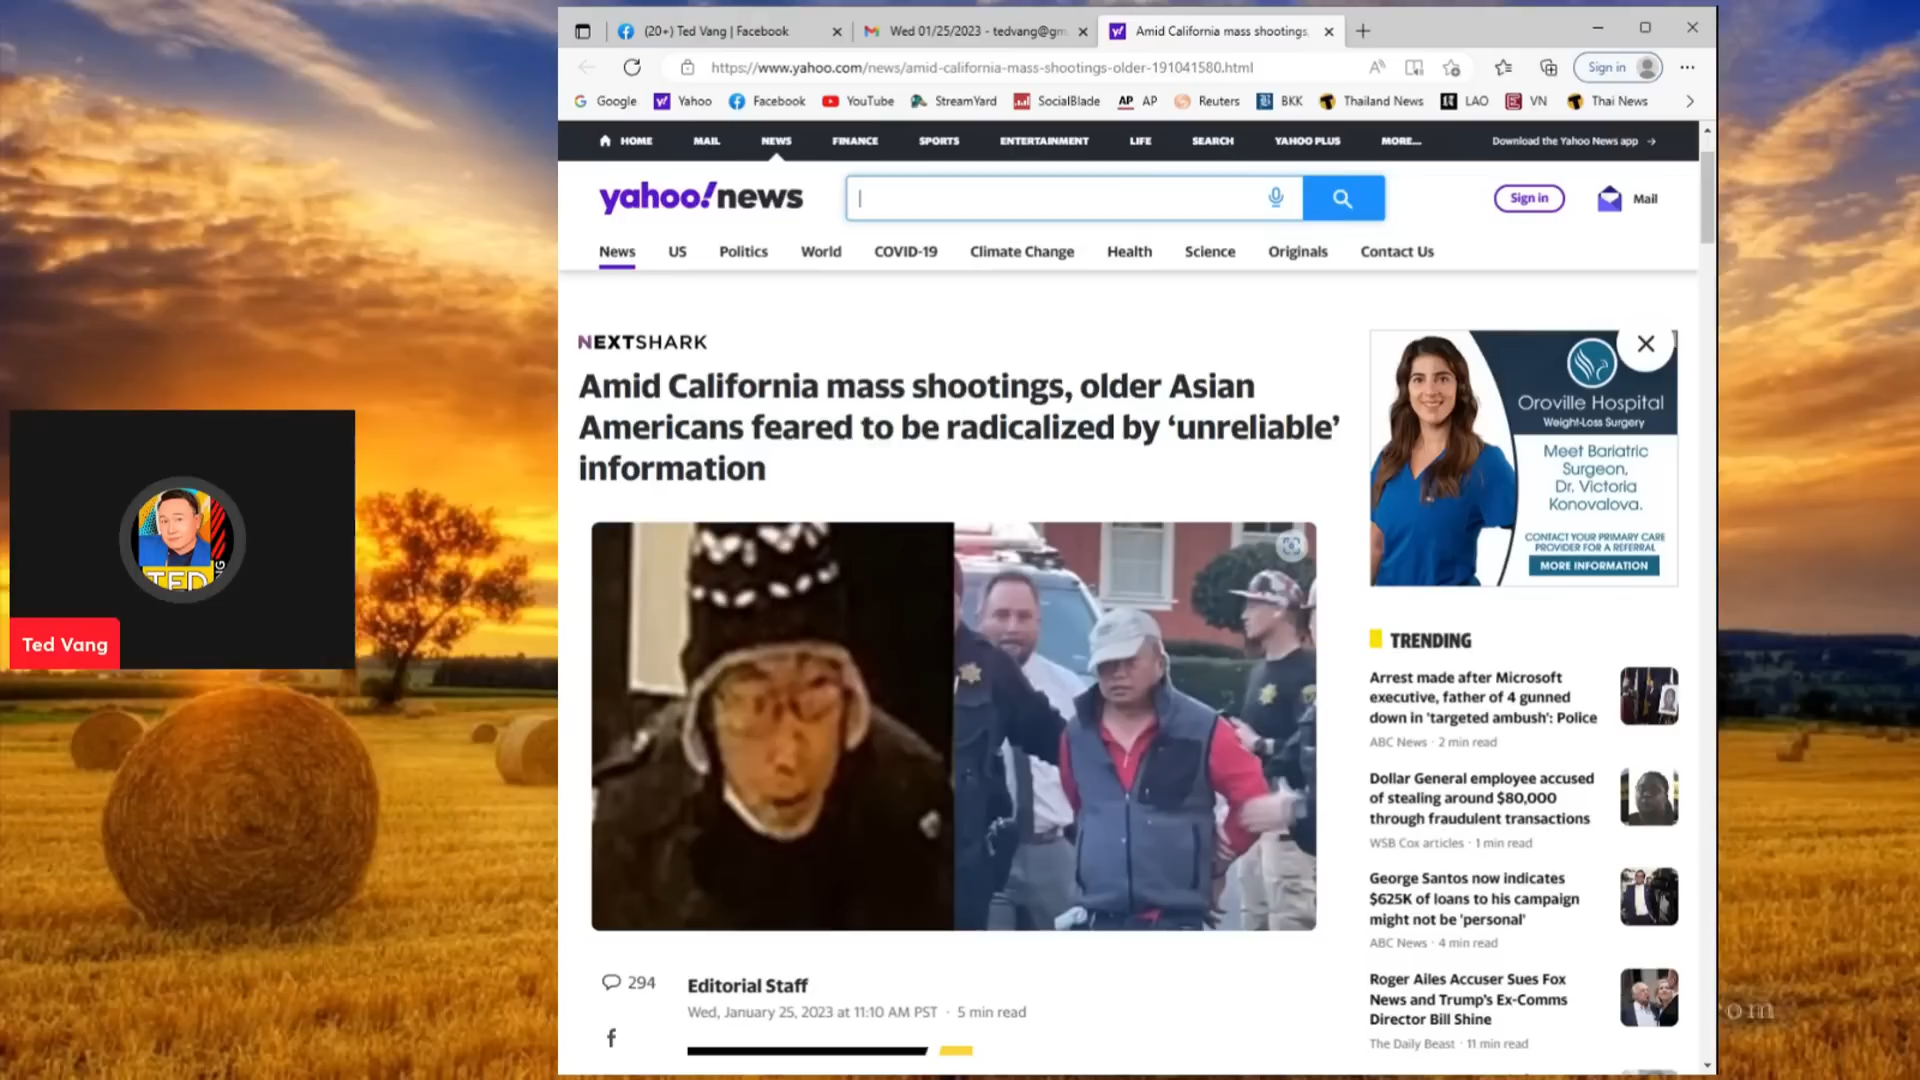 (20+) Ted Vang | Facebook
Wed 01/25/2023 - tedvang@gm
Amid California mass shootings,
https://www.yahoo.com/news/amid-california-mass-shootings-older-191041580.html
Sign in
Google
Yahoo
Facebook
YouTube
StreamYard
SocialBlade
AP AP
Reuters
BKK
Thailand News
LAO
VN
Thai News
HOME
MAIL
NEWS
FINANCE
SPORTS
ENTERTAINMENT
LIFE
SEARCH
YAHOO PLUS
MORE...
Download the Yahoo News app
yahoo!news
Sign in
Mail
News
US
Politics
World
COVID-19
Climate Change
Health
Science
Originals
Contact Us
NEXTSHARK
Amid California mass shootings, older Asian
Americans feared to be radicalized by ‘unreliable’
information
Oroville Hospital
Weight-Loss Surgery
Meet Bariatric
Surgeon,
Dr. Victoria
Konovalova.
CONTACT YOUR PRIMARY CARE
PROVIDER FOR A REFERRAL
MORE INFORMATION
TED
NG
Ted Vang
TRENDING
Arrest made after Microsoft
executive, father of 4 gunned
down in 'targeted ambush': Police
ABC News · 2 min read
Dollar General employee accused
of stealing around $80,000
through fraudulent transactions
WSB Cox articles · 1 min read
George Santos now indicates
$625K of loans to his campaign
might not be 'personal'
ABC News · 4 min read
Roger Ailes Accuser Sues Fox
News and Trump's Ex-Comms
Director Bill Shine
The Daily Beast · 11 min read
294
Editorial Staff
Wed, January 25, 2023 at 11:10 AM PST · 5 min read
om